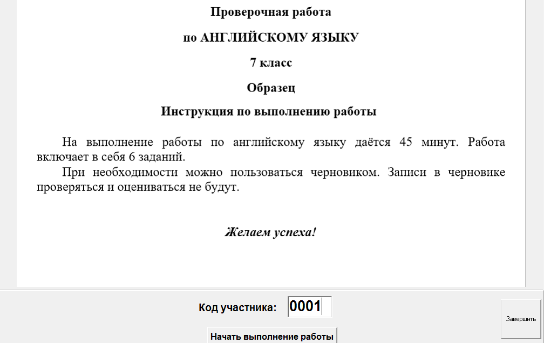 Проверочная работа
по АНГЛИЙСКОМУ ЯЗЫКУ
7 класс
Образец
Инструкция по выполнению работы
На выполнение работы по английскому языку даётся 45 минут. Работа
включает в себя 6 заданий.
При необходимости можно пользоваться черновиком. Записи в черновике
проверяться и оцениваться не будут.
Желаем успеха!
Код участника: 0001
Завершить
Начать выполнение работы